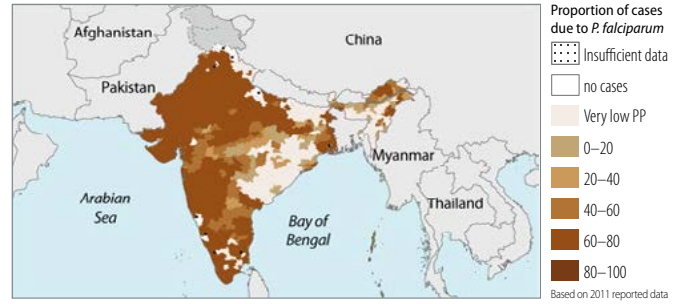 Proportion of cases
due to P. falciparum
Insufficient data
no cases
Very low PP
0–20
20–40
40–60
60–80
80–100
Based on 2011 reported data
Afghanistan
China
Pakistan
Myanmar
Arabian
Sea
Thailand
Bay of
Bengal